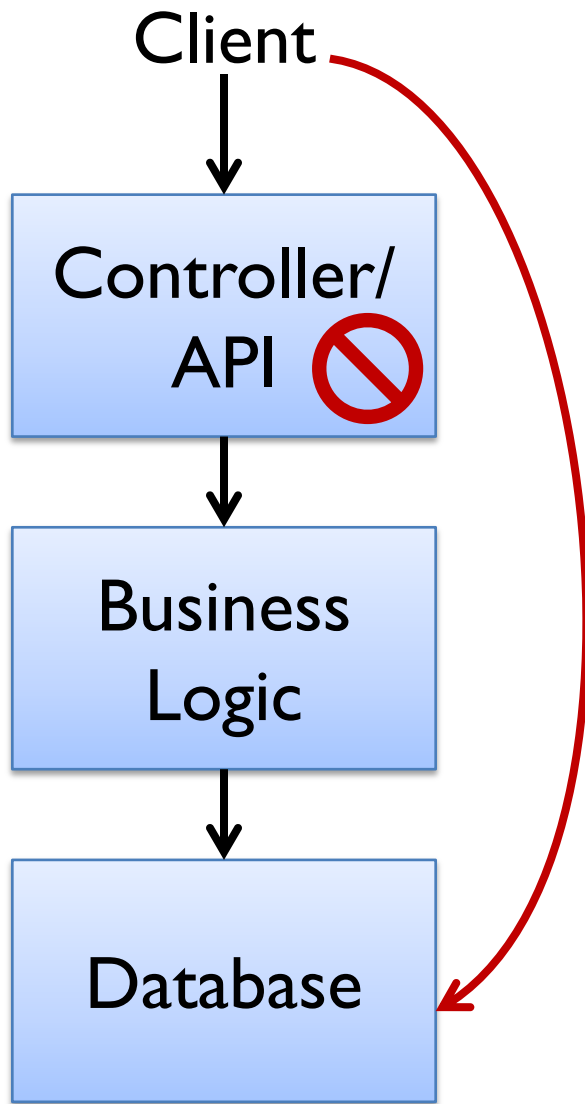 Client
Controller/
API
Business
Logic
Database